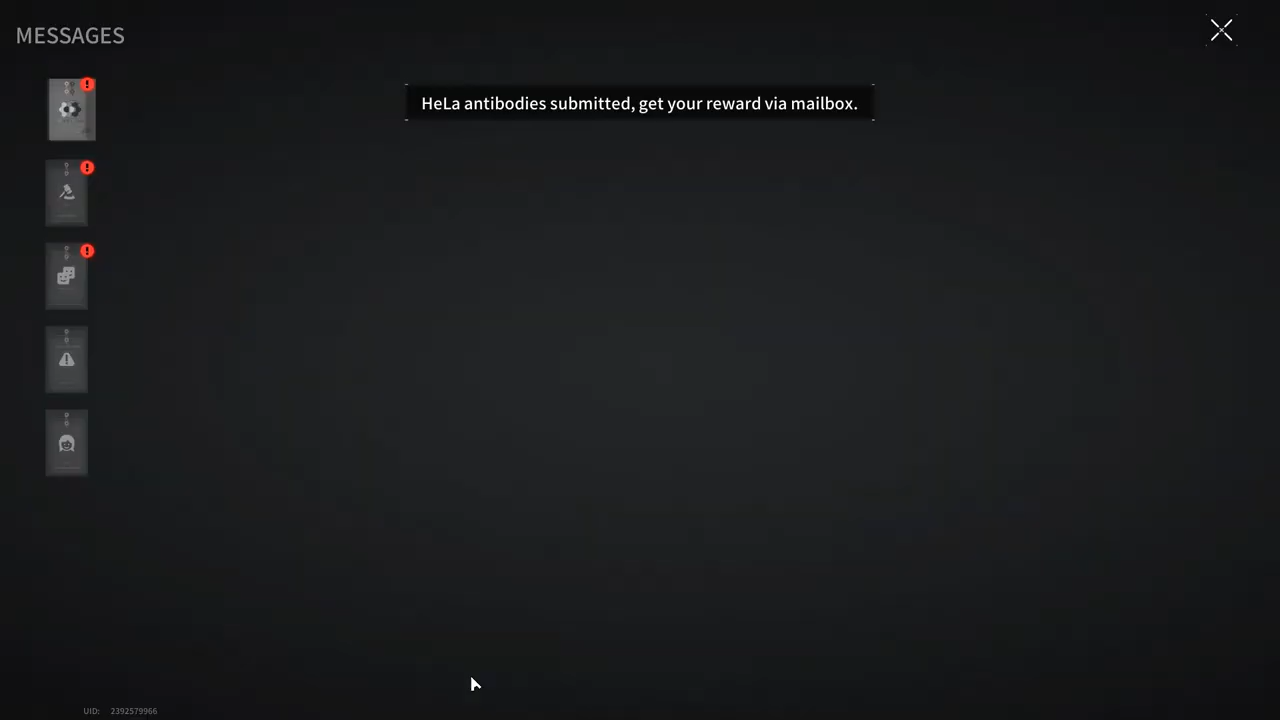 MESSAGES
HeLa antibodies submitted, get your reward via mailbox.
UID: 2392579966